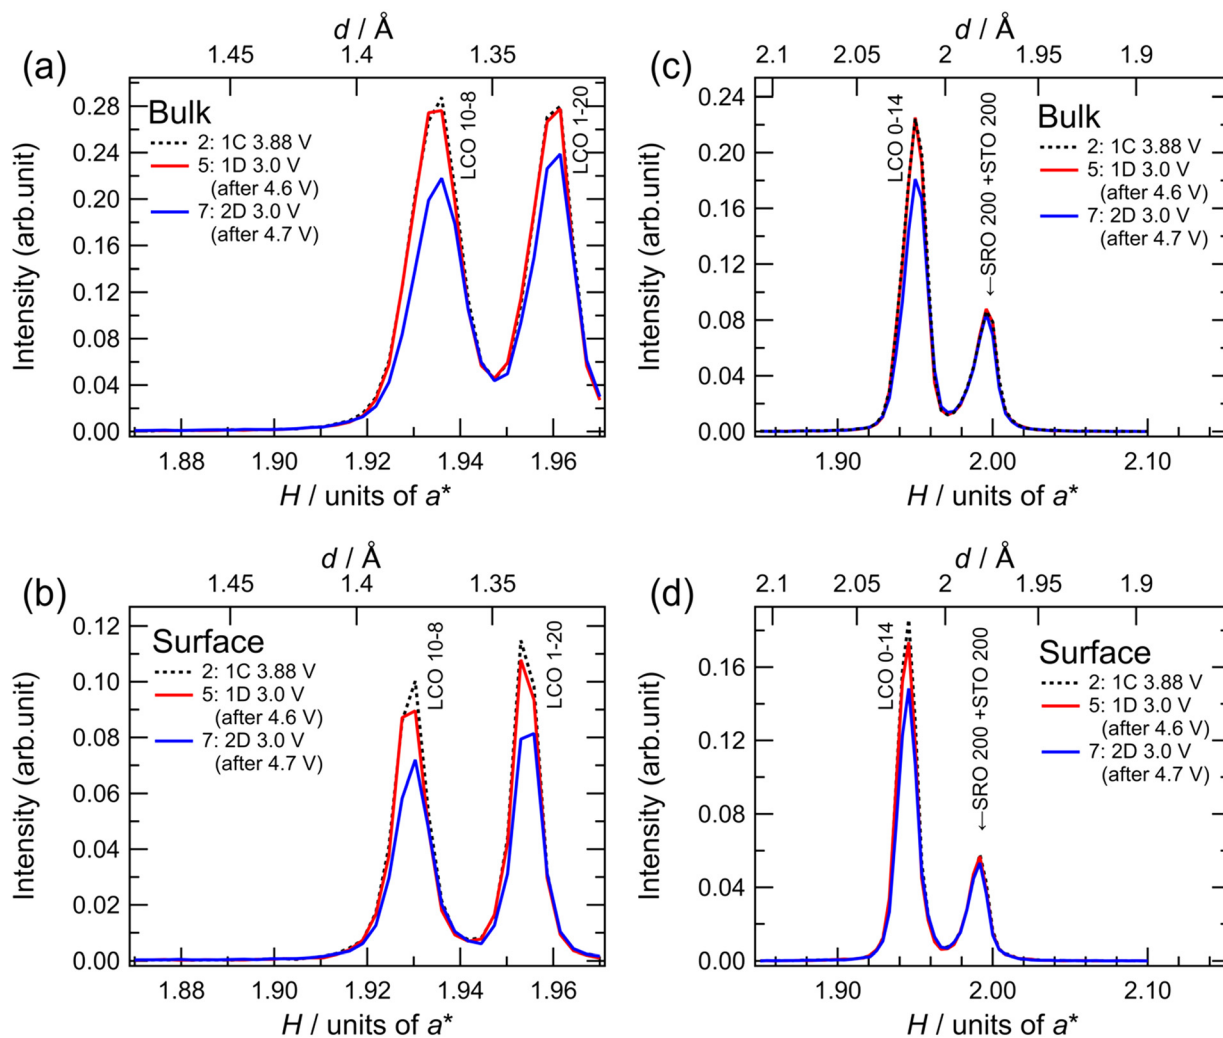 (a)
d / Å
1.45 1.4 1.35
Bulk
2: 1C 3.88 V
5: 1D 3.0 V
(after 4.6 V)
7: 2D 3.0 V
(after 4.7 V)
LCO 10-8
LCO 1-20
Intensity (arb.unit)
0.28
0.24
0.20
0.16
0.12
0.08
0.04
0.00
1.88 1.90 1.92 1.94 1.96
H / units of a*
(c)
d / Å
2.1 2.05 2 1.95 1.9
Bulk
2: 1C 3.88 V
5: 1D 3.0 V
(after 4.6 V)
7: 2D 3.0 V
(after 4.7 V)
LCO 0-14
←SRO 200 +STO 200
Intensity (arb.unit)
0.24
0.20
0.16
0.12
0.08
0.04
0.00
1.90 2.00 2.10
H / units of a*
(b)
d / Å
1.45 1.4 1.35
Surface
2: 1C 3.88 V
5: 1D 3.0 V
(after 4.6 V)
7: 2D 3.0 V
(after 4.7 V)
LCO 10-8
LCO 1-20
Intensity (arb.unit)
0.12
0.10
0.08
0.06
0.04
0.02
0.00
1.88 1.90 1.92 1.94 1.96
H / units of a*
(d)
d / Å
2.1 2.05 2 1.95 1.9
Surface
2: 1C 3.88 V
5: 1D 3.0 V
(after 4.6 V)
7: 2D 3.0 V
(after 4.7 V)
LCO 0-14
←SRO 200 +STO 200
Intensity (arb.unit)
0.16
0.12
0.08
0.04
0.00
1.90 2.00 2.10
H / units of a*